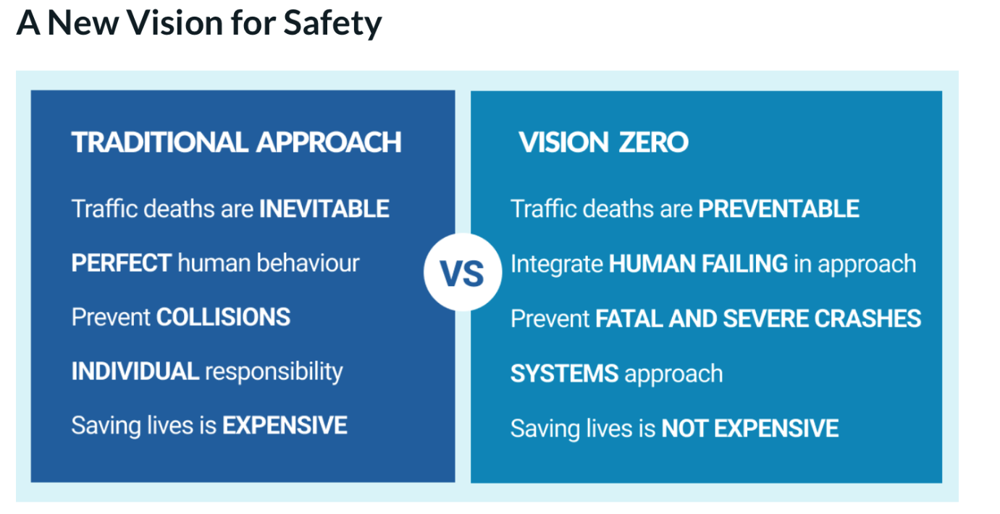 A New Vision for Safety
TRADITIONAL APPROACH
Traffic deaths are INEVITABLE
PERFECT human behaviour
Prevent COLLISIONS
INDIVIDUAL responsibility
Saving lives is EXPENSIVE
VS
VISION ZERO
Traffic deaths are PREVENTABLE
Integrate HUMAN FAILING in approach
Prevent FATAL AND SEVERE CRASHES
SYSTEMS approach
Saving lives is NOT EXPENSIVE